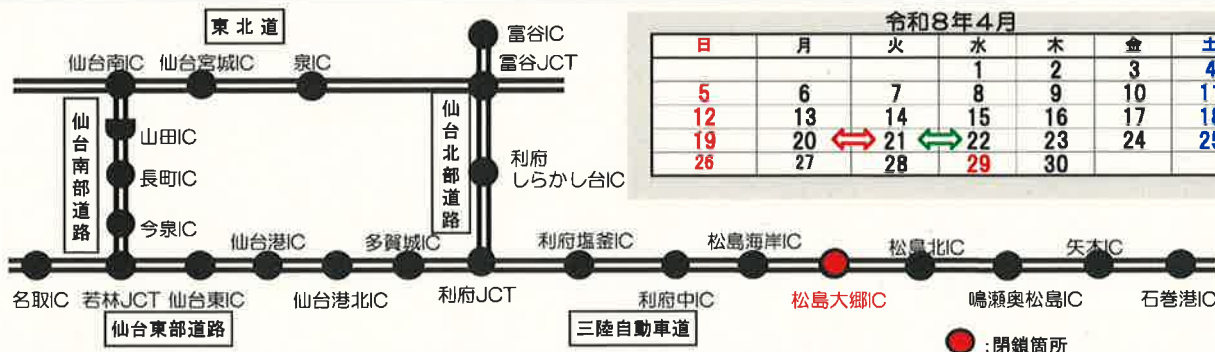 東北道
富谷IC
仙台南IC 仙台宮城IC 泉IC 富谷JCT
仙台南部道路
仙台北部道路
山田IC
長町IC
利府
しらかし台IC
今泉IC
仙台港IC 多賀城IC 利府塩釜IC 松島海岸IC 松島北IC 矢本IC
名取IC 若林JCT 仙台東IC 仙台港北IC 利府JCT 利府中IC 松島大郷IC 鳴瀬奥松島IC 石巻港IC
仙台東部道路
三陸自動車道
:閉鎖箇所
令和8年4月
日 月 火 水 木 金 土
1 2 3 4
5 6 7 8 9 10 11
12 13 14 15 16 17 18
19 20 21 22 23 24 25
26 27 28 29 30